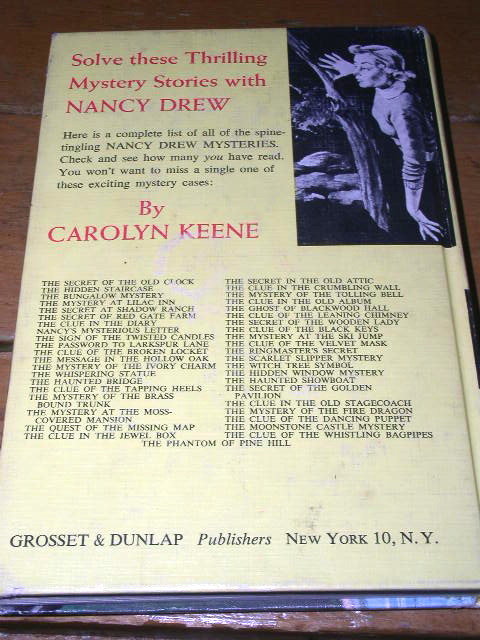 Solve these Thrilling
Mystery Stories with
NANCY DREW
Here is a complete list of all of the spine-
tingling NANCY DREW MYSTERIES.
Check and see how many you have read.
You won't want to miss a single one of
these exciting mystery cases:
By
CAROLYN KEENE
THE SECRET OF THE OLD CLOCK
THE HIDDEN STAIRCASE
THE BUNGALOW MYSTERY
THE MYSTERY AT LILAC INN
THE SECRET AT SHADOW RANCH
THE SECRET OF RED GATE FARM
THE CLUE IN THE DIARY
NANCY'S MYSTERIOUS LETTER
THE SIGN OF THE TWISTED CANDLES
THE PASSWORD TO LARKSPUR LANE
THE CLUE OF THE BROKEN LOCKET
THE MESSAGE IN THE HOLLOW OAK
THE MYSTERY OF THE IVORY CHARM
THE WHISPERING STATUE
THE HAUNTED BRIDGE
THE CLUE OF THE TAPPING HEELS
THE MYSTERY OF THE BRASS
BOUND TRUNK
THE MYSTERY AT THE MOSS-
COVERED MANSION
THE QUEST OF THE MISSING MAP
THE CLUE IN THE JEWEL BOX
THE SECRET IN THE OLD ATTIC
THE CLUE IN THE CRUMBLING WALL
THE MYSTERY OF THE TOLLING BELL
THE CLUE IN THE OLD ALBUM
THE GHOST OF BLACKWOOD HALL
THE CLUE OF THE LEANING CHIMNEY
THE SECRET OF THE WOODEN LADY
THE CLUE OF THE BLACK KEYS
THE MYSTERY AT THE SKI JUMP
THE CLUE OF THE VELVET MASK
THE RINGMASTER'S SECRET
THE SCARLET SLIPPER MYSTERY
THE WITCH TREE SYMBOL
THE HIDDEN WINDOW MYSTERY
THE HAUNTED SHOWBOAT
THE SECRET OF THE GOLDEN
PAVILION
THE CLUE IN THE OLD STAGECOACH
THE MYSTERY OF THE FIRE DRAGON
THE CLUE OF THE DANCING PUPPET
THE MOONSTONE CASTLE MYSTERY
THE CLUE OF THE WHISTLING BAGPIPES
THE PHANTOM OF PINE HILL
GROSSET & DUNLAP Publishers NEW YORK 10, N.Y.